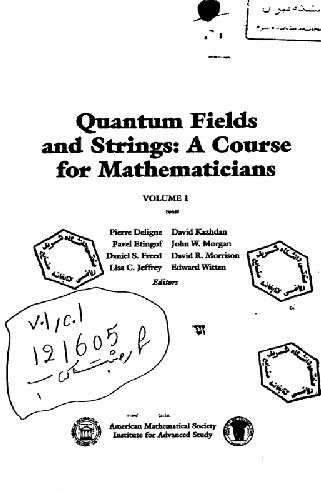 Quantum Fields
and Strings: A Course
for Mathematicians
VOLUME 1
Pierre Deligne David Kazhdan
Pavel Etingof John W. Morgan
Daniel S. Freed David R. Morrison
Lisa C. Jeffrey Edward Witten
Editors
V.1, C.1
121605
American Mathematical Society
Institute for Advanced Study